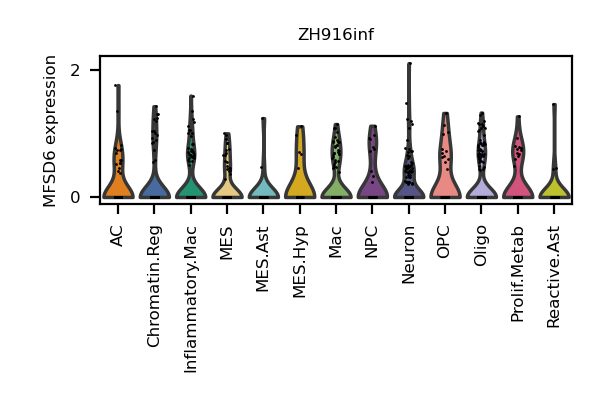 ZH916inf
MFSD6 expression
2
0
AC
Chromatin.Reg
Inflammatory.Mac
MES
MES.Ast
MES.Hyp
Mac
NPC
Neuron
OPC
Oligo
Prolif.Metab
Reactive.Ast